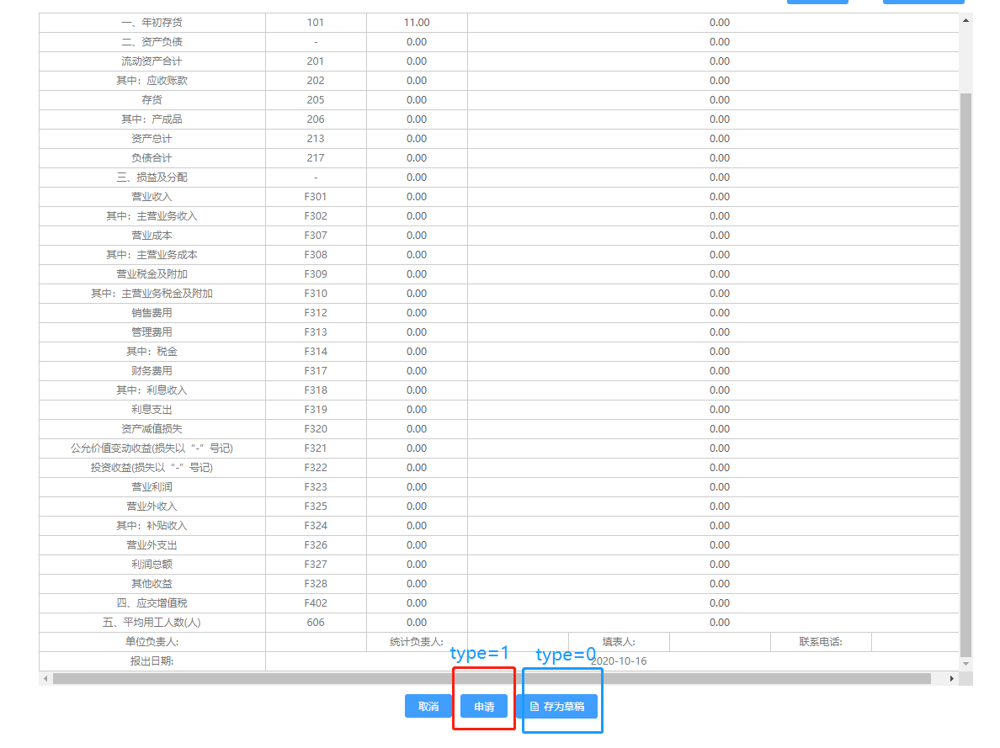 一、年初存货 101 11.00 0.00
二、资产负债 - 0.00 0.00
流动资产合计 201 0.00 0.00
其中：应收账款 202 0.00 0.00
存货 205 0.00 0.00
其中：产成品 206 0.00 0.00
资产总计 213 0.00 0.00
负债合计 217 0.00 0.00
三、损益及分配 - 0.00 0.00
营业收入 F301 0.00 0.00
其中：主营业务收入 F302 0.00 0.00
营业成本 F307 0.00 0.00
其中：主营业务成本 F308 0.00 0.00
营业税金及附加 F309 0.00 0.00
其中：主营业务税金及附加 F310 0.00 0.00
销售费用 F312 0.00 0.00
管理费用 F313 0.00 0.00
其中：税金 F314 0.00 0.00
财务费用 F317 0.00 0.00
其中：利息收入 F318 0.00 0.00
利息支出 F319 0.00 0.00
资产减值损失 F320 0.00 0.00
公允价值变动收益(损失以“-”号记) F321 0.00 0.00
投资收益(损失以“-”号记) F322 0.00 0.00
营业利润 F323 0.00 0.00
营业外收入 F325 0.00 0.00
其中：补贴收入 F324 0.00 0.00
营业外支出 F326 0.00 0.00
利润总额 F327 0.00 0.00
其他收益 F328 0.00 0.00
四、应交增值税 F402 0.00 0.00
五、平均用工人数(人) 606 0.00 0.00
单位负责人: 统计负责人: 填表人: 联系电话:
type=1 type=0
报出日期: 2020-10-16
取消 申请 存为草稿